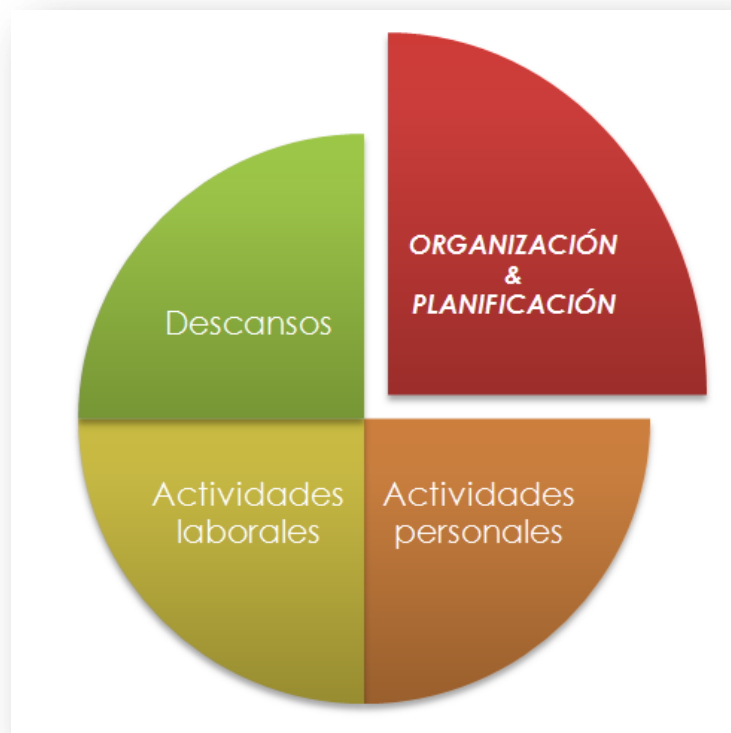 ORGANIZACIÓN
&
PLANIFICACIÓN
Descansos
Actividades
laborales
Actividades
personales